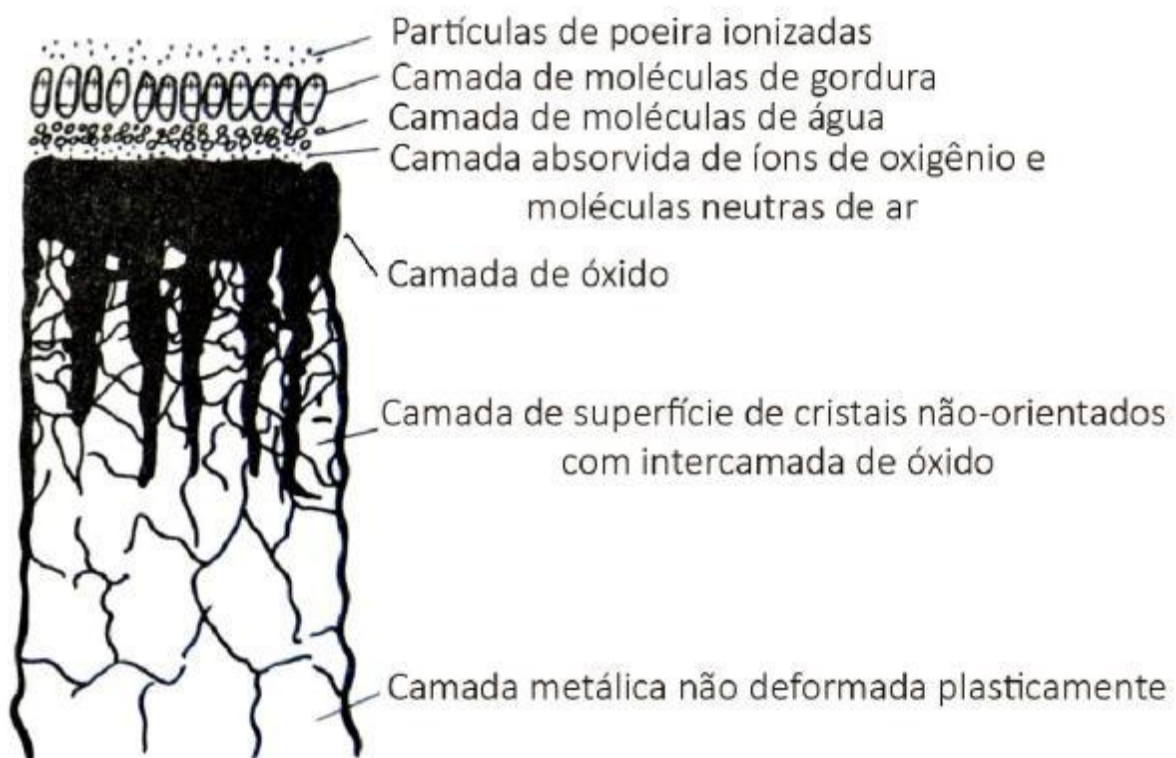 Partículas de poeira ionizadas
Camada de moléculas de gordura
Camada de moléculas de água
Camada absorvida de íons de oxigênio e
moléculas neutras de ar
Camada de óxido
Camada de superfície de cristais não-orientados
com intercamada de óxido
Camada metálica não deformada plasticamente